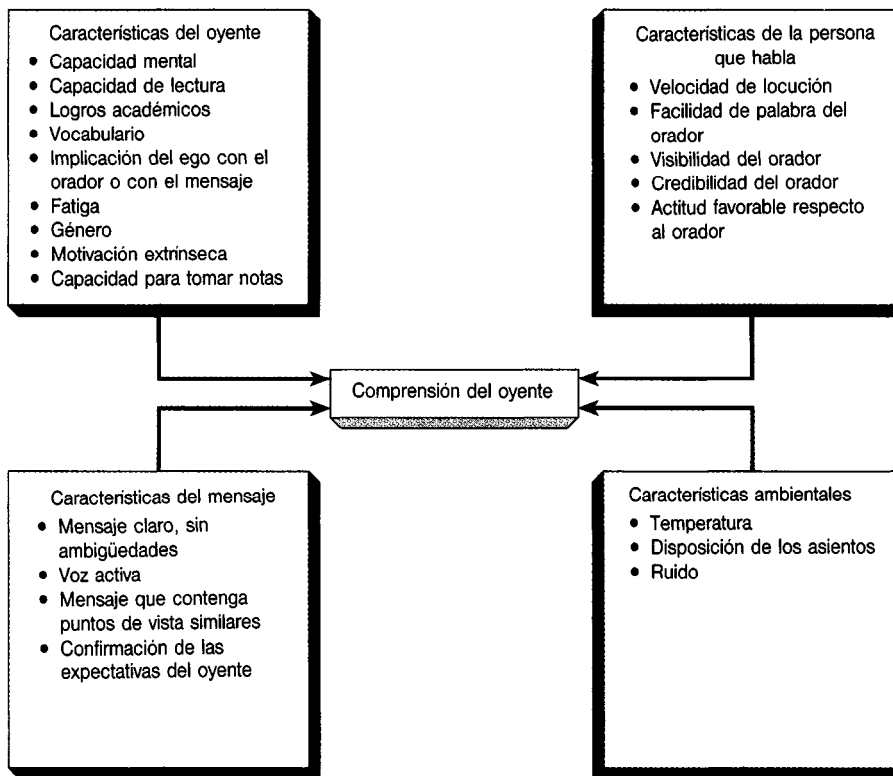 Características del oyente
• Capacidad mental
• Capacidad de lectura
• Logros académicos
• Vocabulario
• Implicación del ego con el
orador o con el mensaje
• Fatiga
• Género
• Motivación extrínseca
• Capacidad para tomar notas
Características de la persona
que habla
• Velocidad de locución
• Facilidad de palabra del
orador
• Visibilidad del orador
• Credibilidad del orador
• Actitud favorable respecto
al orador
Comprensión del oyente
Características del mensaje
• Mensaje claro, sin
ambigüedades
• Voz activa
• Mensaje que contenga
puntos de vista similares
• Confirmación de las
expectativas del oyente
Características ambientales
• Temperatura
• Disposición de los asientos
• Ruido